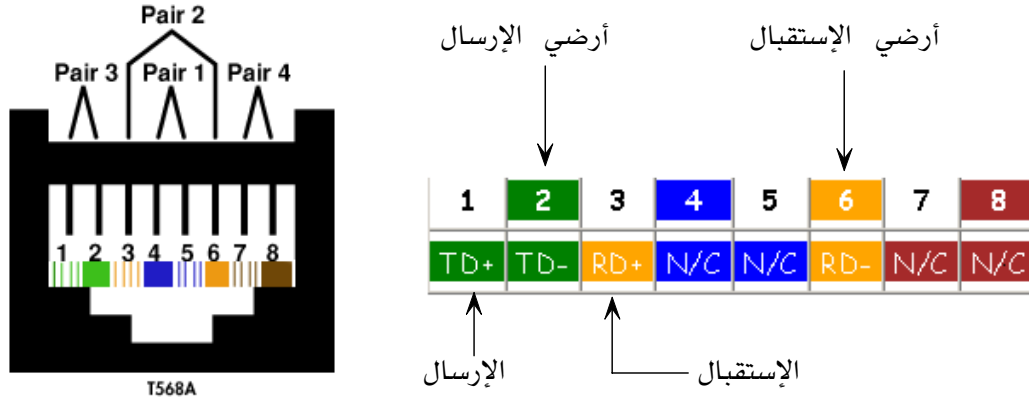 Pair 2
Pair 3 Pair 1 Pair 4
1 2 3 4 5 6 7 8
T568A
أرضي الإرسال
أرضي الإستقبال
1 2 3 4 5 6 7 8
TD+ TD- RD+ N/C N/C RD- N/C N/C
الإرسال
الإستقبال